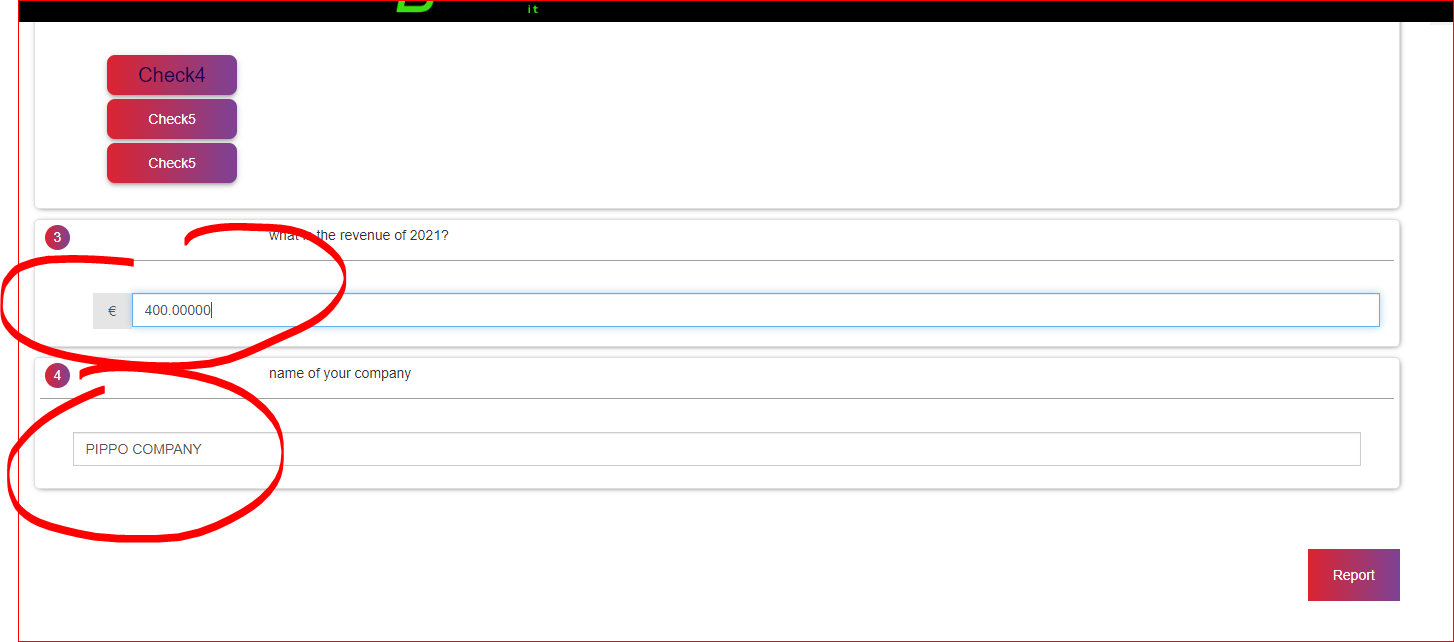 it
Check4
Check5
Check5
3 what is the revenue of 2021?
€ 400.00000
4 name of your company
PIPPO COMPANY
Report